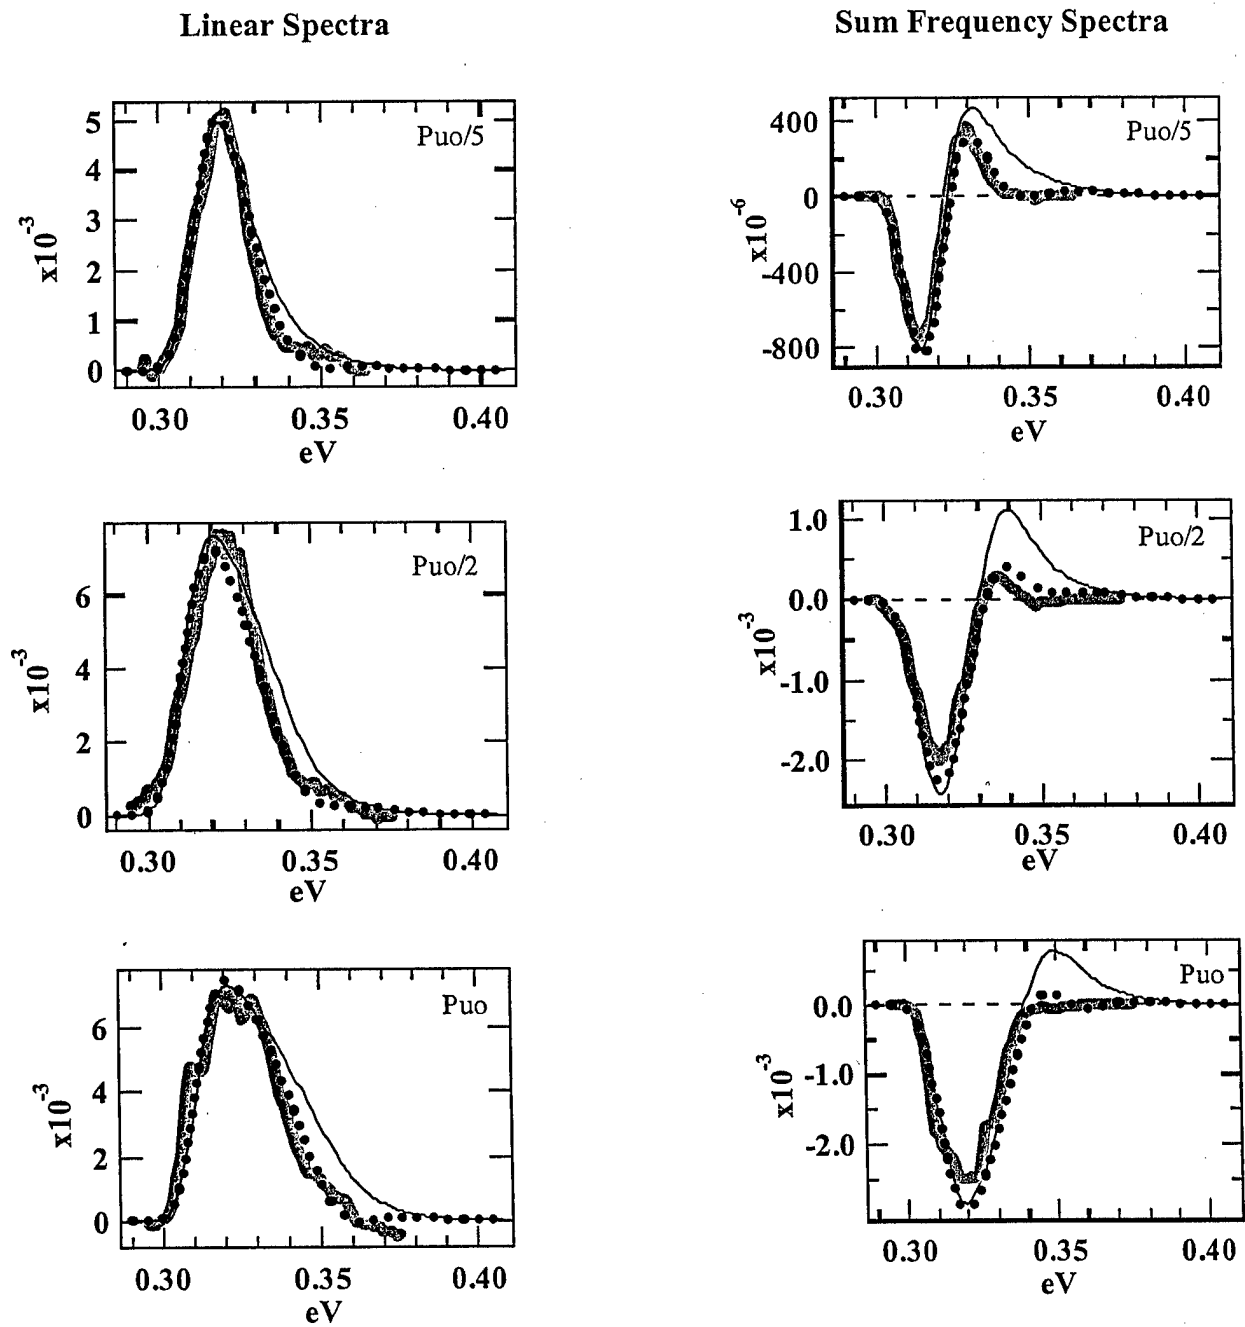 Linear Spectra
Sum Frequency Spectra
Puo/5
5
4
3
2
1
0
x10-3
0.30 0.35 0.40
eV
Puo/5
400
0
-400
-800
x10-6
0.30 0.35 0.40
eV
Puo/2
6
4
2
0
x10-3
0.30 0.35 0.40
eV
Puo/2
1.0
0.0
-1.0
-2.0
x10-3
0.30 0.35 0.40
eV
Puo
6
4
2
0
x10-3
0.30 0.35 0.40
eV
Puo
0.0
-1.0
-2.0
x10-3
0.30 0.35 0.40
eV